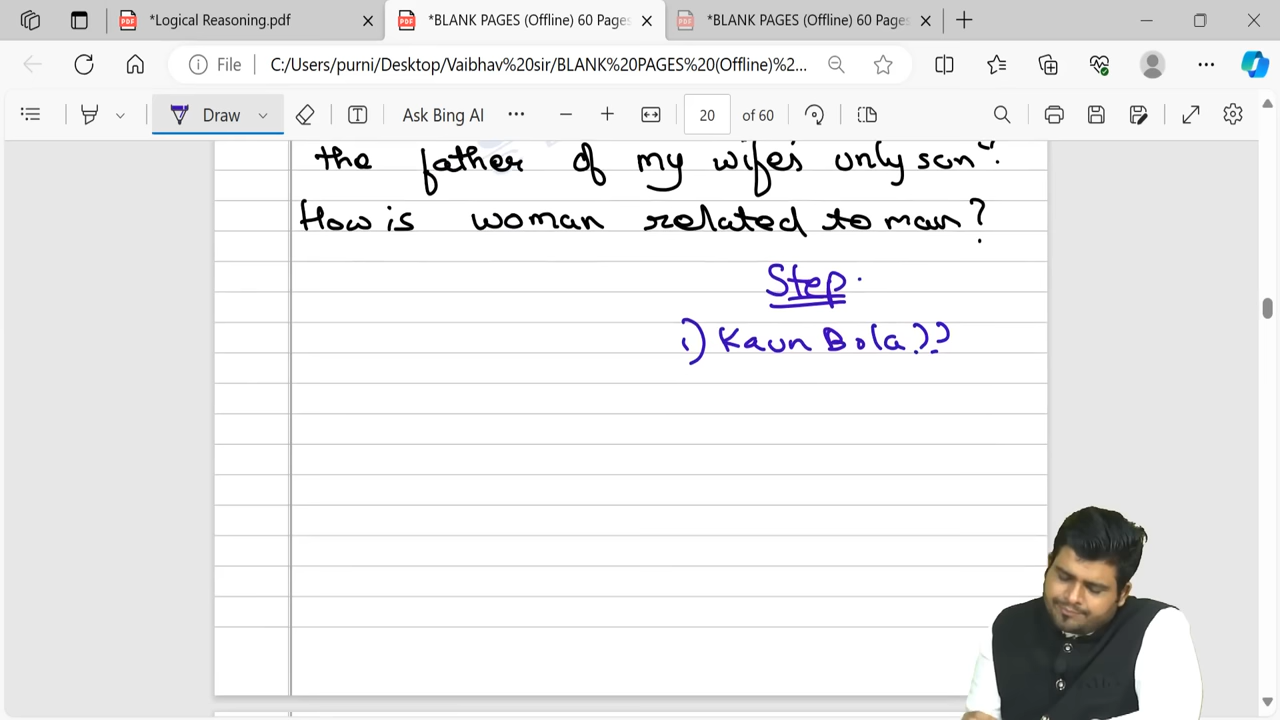 *Logical Reasoning.pdf
*BLANK PAGES (Offline) 60 Pages
*BLANK PAGES (Offline) 60 Pages
File
C:/Users/purni/Desktop/Vaibhav%20sir/BLANK%20PAGES%20(Offline)%2...
Draw
Ask Bing AI
20
of 60
the father of my wife's only son".
How is woman related to man?
Step
1) Kaun Bola??